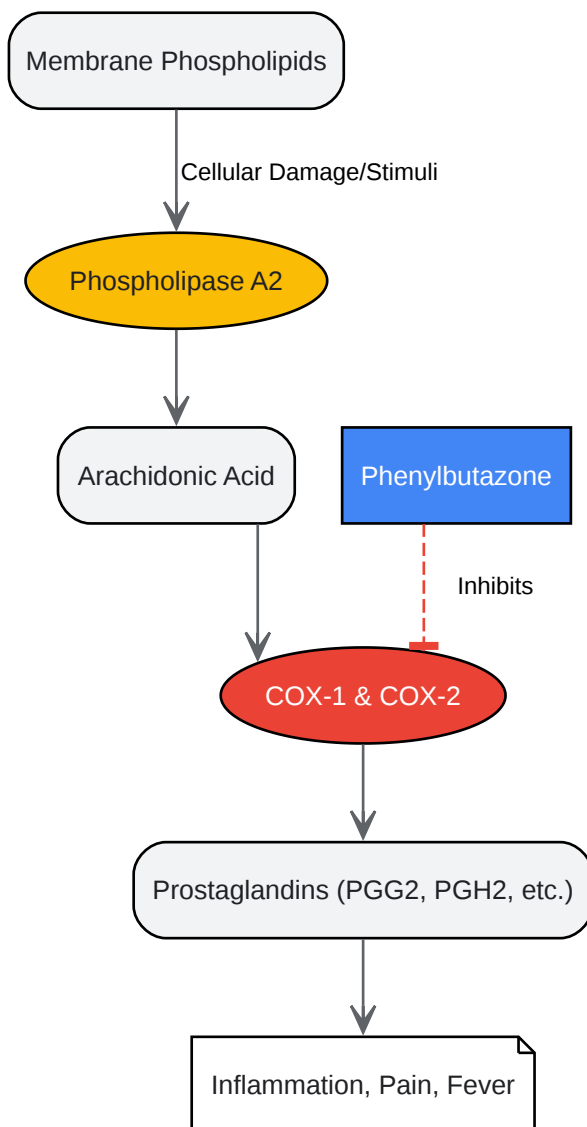 Membrane Phospholipids
Cellular Damage/Stimuli
Phospholipase A2
Arachidonic Acid
Phenylbutazone
Inhibits
COX-1 & COX-2
Prostaglandins (PGG2, PGH2, etc.)
Inflammation, Pain, Fever